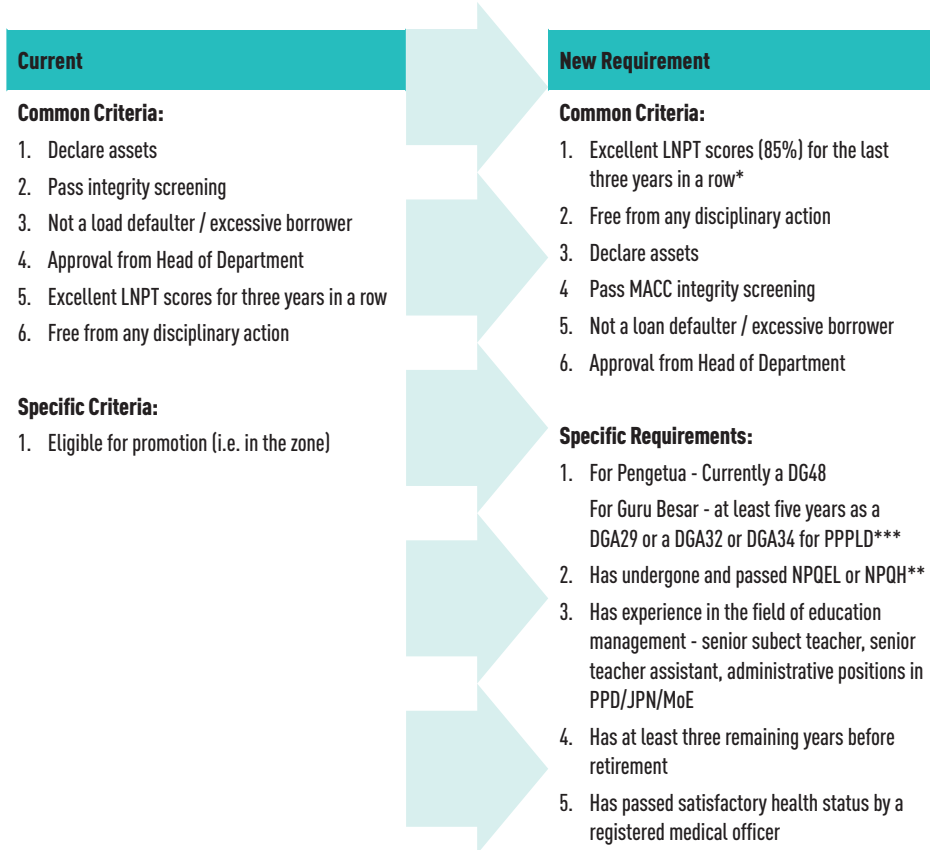 Current
Common Criteria:
1. Declare assets
2. Pass integrity screening
3. Not a load defaulter / excessive borrower
4. Approval from Head of Department
5. Excellent LNPT scores for three years in a row
6. Free from any disciplinary action
Specific Criteria:
1. Eligible for promotion (i.e. in the zone)
New Requirement
Common Criteria:
1. Excellent LNPT scores (85%) for the last
three years in a row*
2. Free from any disciplinary action
3. Declare assets
4 Pass MACC integrity screening
5. Not a loan defaulter / excessive borrower
6. Approval from Head of Department
Specific Requirements:
1. For Pengetua - Currently a DG48
For Guru Besar - at least five years as a
DGA29 or a DGA32 or DGA34 for PPPLD***
2. Has undergone and passed NPQEL or NPQH**
3. Has experience in the field of education
management - senior subect teacher, senior
teacher assistant, administrative positions in
PPD/JPN/MoE
4. Has at least three remaining years before
retirement
5. Has passed satisfactory health status by a
registered medical officer